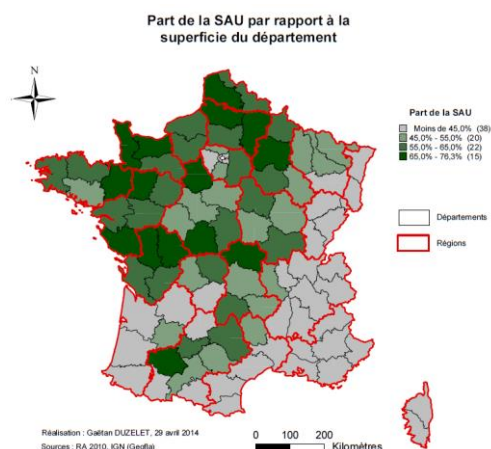 Part de la SAU par rapport à la
superficie du département
N
Part de la SAU
Moins de 45,0% (38)
45,0% - 55,0% (20)
55,0% - 65,0% (22)
65,0% - 76,3% (15)
Départements
Régions
Réalisation : Gaëtan DUZELET, 29 avril 2014
Sources : RA 2010, IGN (Geofla)
0 100 200
Kilomètres